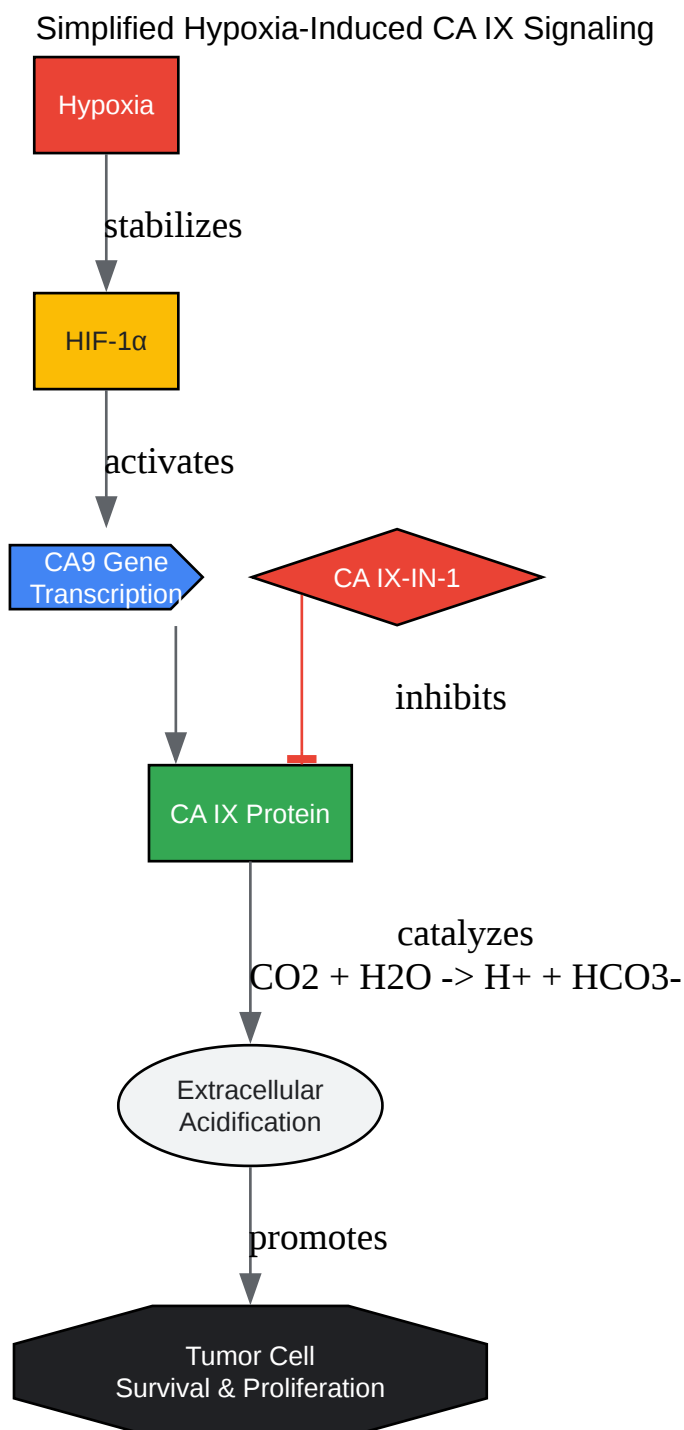 Simplified Hypoxia-Induced CA IX Signaling
Hypoxia
stabilizes
HIF-1α
activates
CA9 Gene
Transcription
CA IX-IN-1
inhibits
CA IX Protein
catalyzes
CO2 + H2O -> H+ + HCO3-
Extracellular
Acidification
promotes
Tumor Cell
Survival & Proliferation